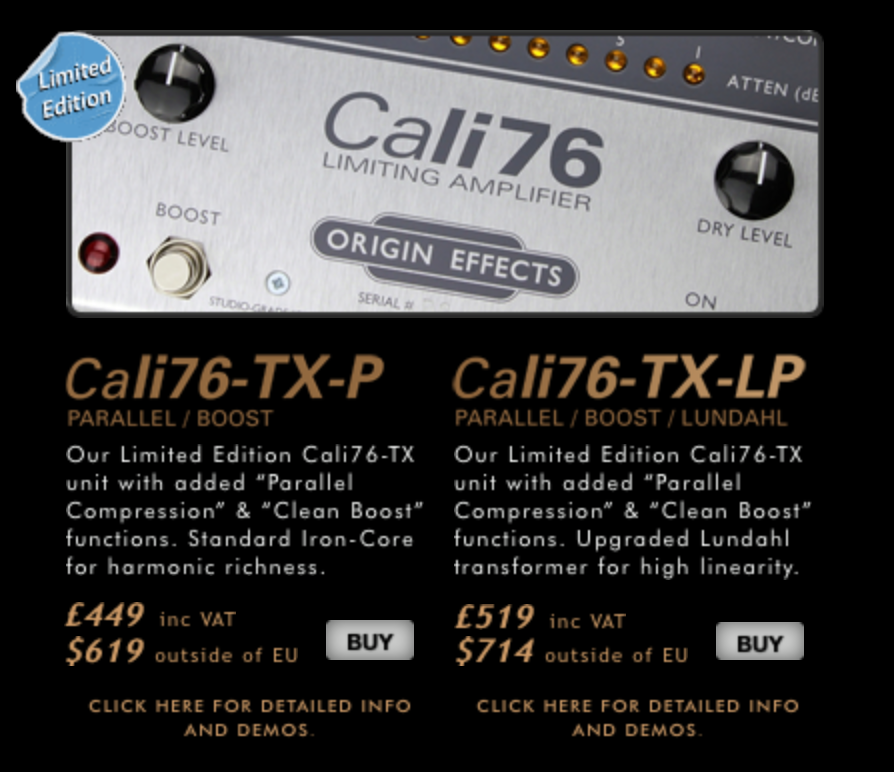 Limited
Edition
BOOST LEVEL
S
I
ATTEN (dB
Cali76
LIMITING AMPLIFIER
DRY LEVEL
BOOST
ORIGIN EFFECTS
SERIAL #
ON
Cali76-TX-P
PARALLEL / BOOST
Our Limited Edition Cali76-TX
unit with added “Parallel
Compression” & “Clean Boost”
functions. Standard Iron-Core
for harmonic richness.
£449 inc VAT
$619 outside of EU
BUY
CLICK HERE FOR DETAILED INFO
AND DEMOS.
Cali76-TX-LP
PARALLEL / BOOST / LUNDAHL
Our Limited Edition Cali76-TX
unit with added “Parallel
Compression” & “Clean Boost”
functions. Upgraded Lundahl
transformer for high linearity.
£519 inc VAT
$714 outside of EU
BUY
CLICK HERE FOR DETAILED INFO
AND DEMOS.